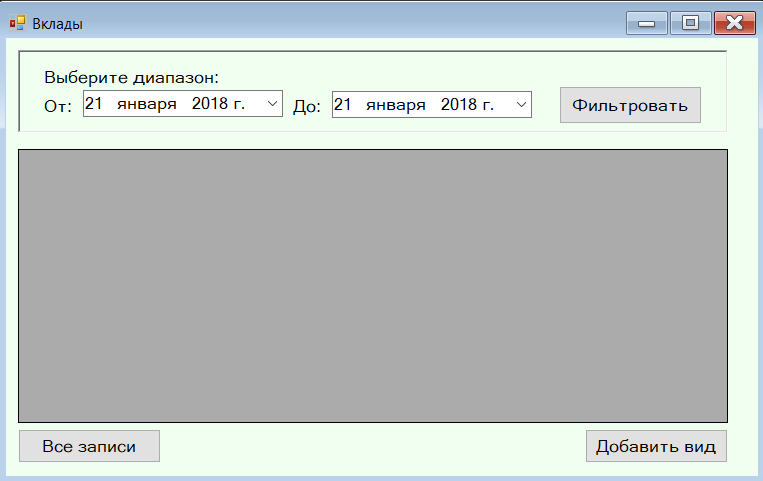 Вклады
Выберите диапазон:
От: 21 января 2018 г. До: 21 января 2018 г. Фильтровать
Все записи Добавить вид